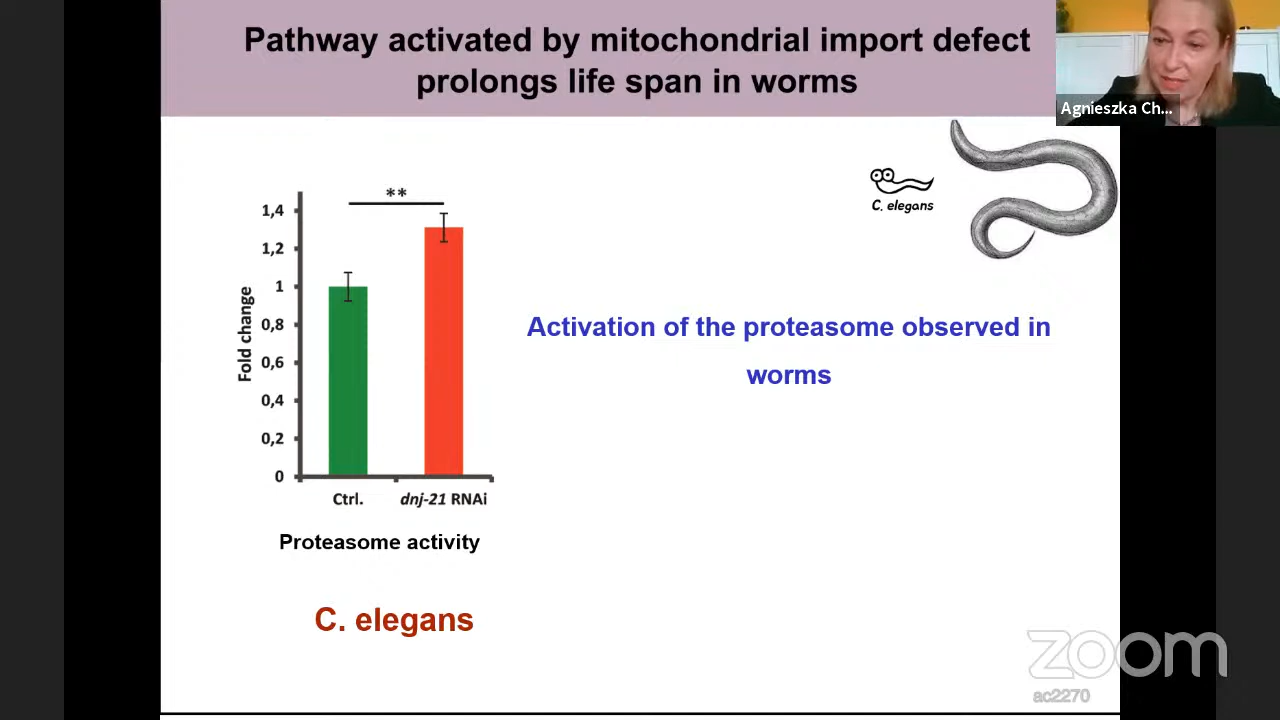 Pathway activated by mitochondrial import defect
prolongs life span in worms
Agnieszka Ch...
C. elegans
**
1,4
1,2
1
0,8
0,6
0,4
0,2
0
Fold change
Ctrl.
dnj-21 RNAi
Proteasome activity
C. elegans
Activation of the proteasome observed in
worms
zoom
ac2270